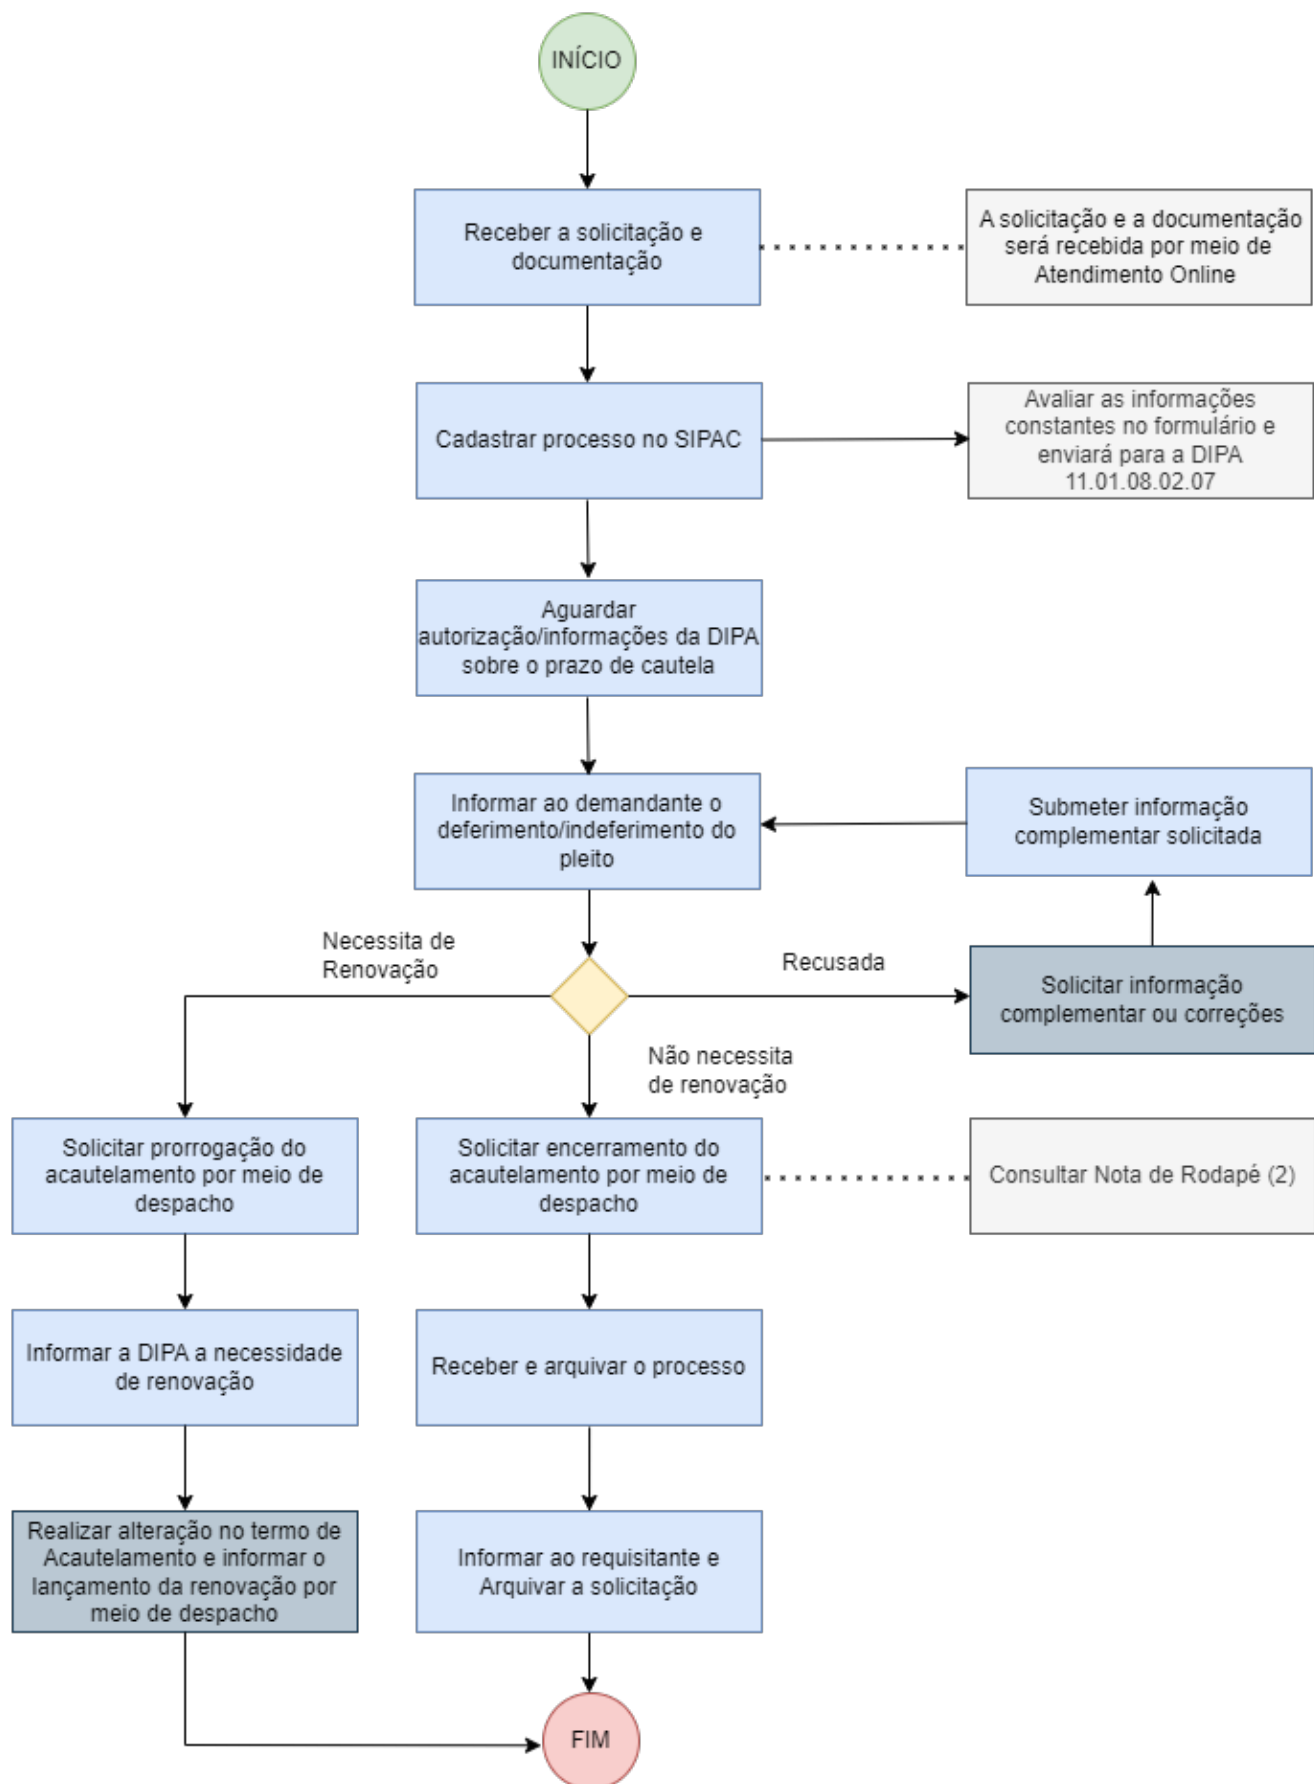 INÍCIO
Receber a solicitação e
documentação
A solicitação e a documentação
será recebida por meio de
Atendimento Online
Cadastrar processo no SIPAC
Avaliar as informações
constantes no formulário e
enviará para a DIPA
11.01.08.02.07
Aguardar
autorização/informações da DIPA
sobre o prazo de cautela
Informar ao demandante o
deferimento/indeferimento do
pleito
Submeter informação
complementar solicitada
Necessita de
Renovação
Recusada
Solicitar informação
complementar ou correções
Não necessita
de renovação
Solicitar prorrogação do
acautelamento por meio de
despacho
Solicitar encerramento do
acautelamento por meio de
despacho
Consultar Nota de Rodapé (2)
Informar a DIPA a necessidade
de renovação
Receber e arquivar o processo
Realizar alteração no termo de
Acautelamento e informar o
lançamento da renovação por
meio de despacho
Informar ao requisitante e
Arquivar a solicitação
FIM